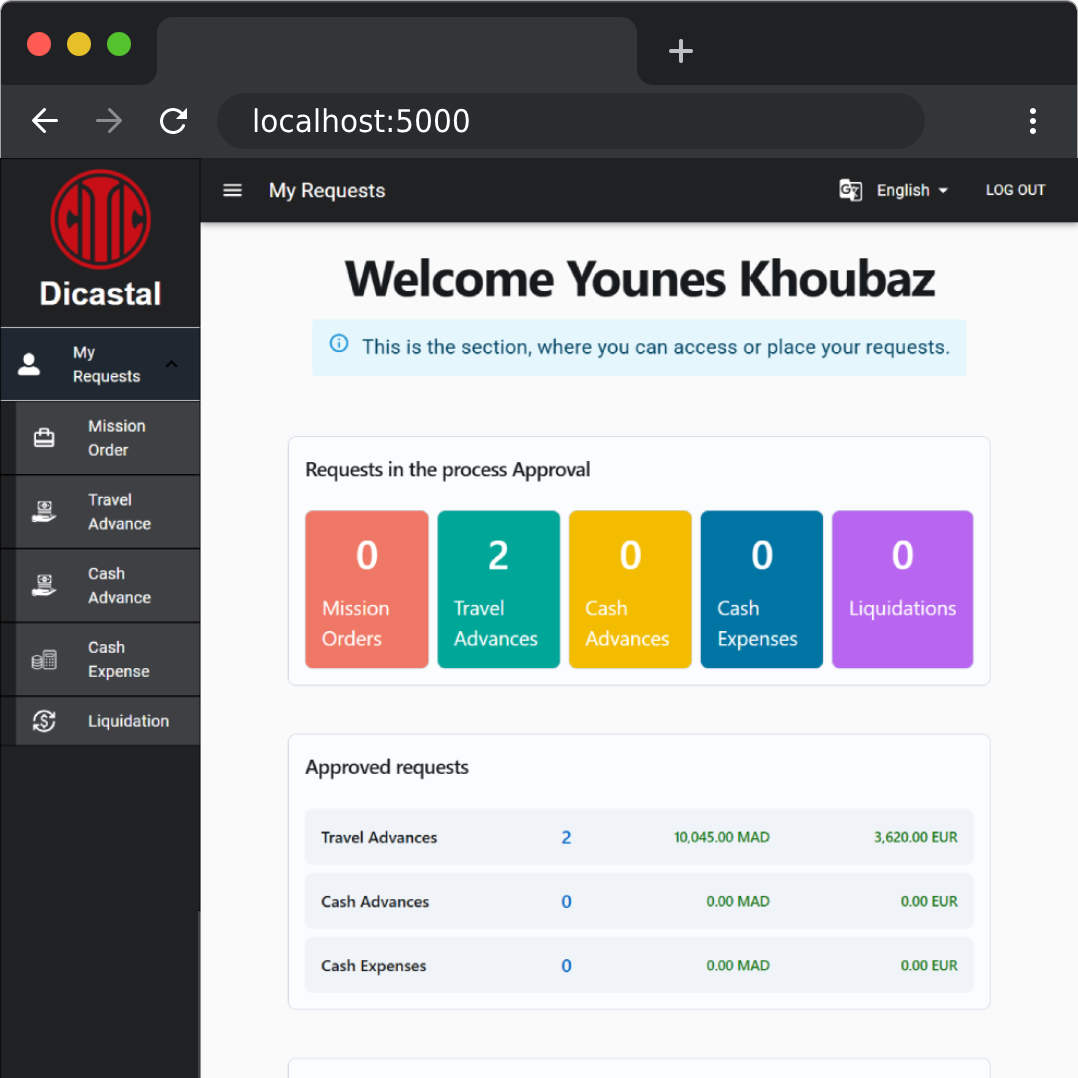 localhost:5000
My Requests
English
LOG OUT
Dicastal
My
Requests
Mission
Order
Travel
Advance
Cash
Advance
Cash
Expense
Liquidation
Welcome Younes Khoubaz
This is the section, where you can access or place your requests.
Requests in the process Approval
0
Mission
Orders
2
Travel
Advances
0
Cash
Advances
0
Cash
Expenses
0
Liquidations
Approved requests
Travel Advances 2 10,045.00 MAD 3,620.00 EUR
Cash Advances 0 0.00 MAD 0.00 EUR
Cash Expenses 0 0.00 MAD 0.00 EUR